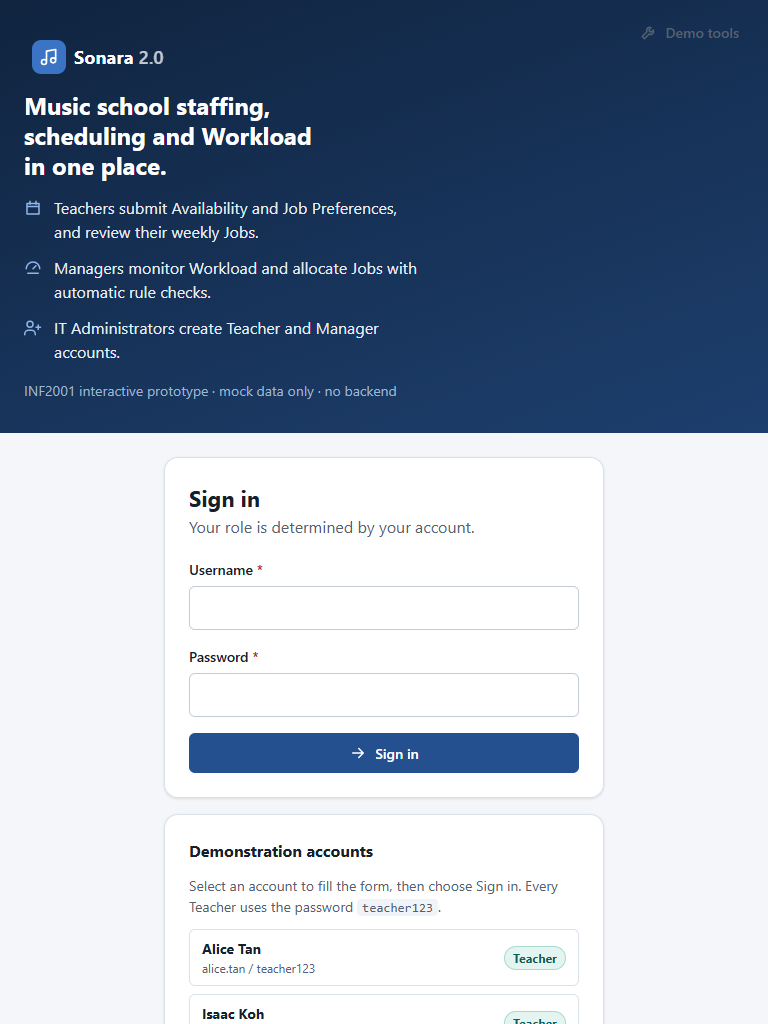 Demo tools
Sonara 2.0
Music school staffing,
scheduling and Workload
in one place.
Teachers submit Availability and Job Preferences,
and review their weekly Jobs.
Managers monitor Workload and allocate Jobs with
automatic rule checks.
IT Administrators create Teacher and Manager
accounts.
INF2001 interactive prototype · mock data only · no backend
Sign in
Your role is determined by your account.
Username *
Password *
Sign in
Demonstration accounts
Select an account to fill the form, then choose Sign in. Every
Teacher uses the password teacher123.
Alice Tan
alice.tan / teacher123
Teacher
Isaac Koh
Teacher